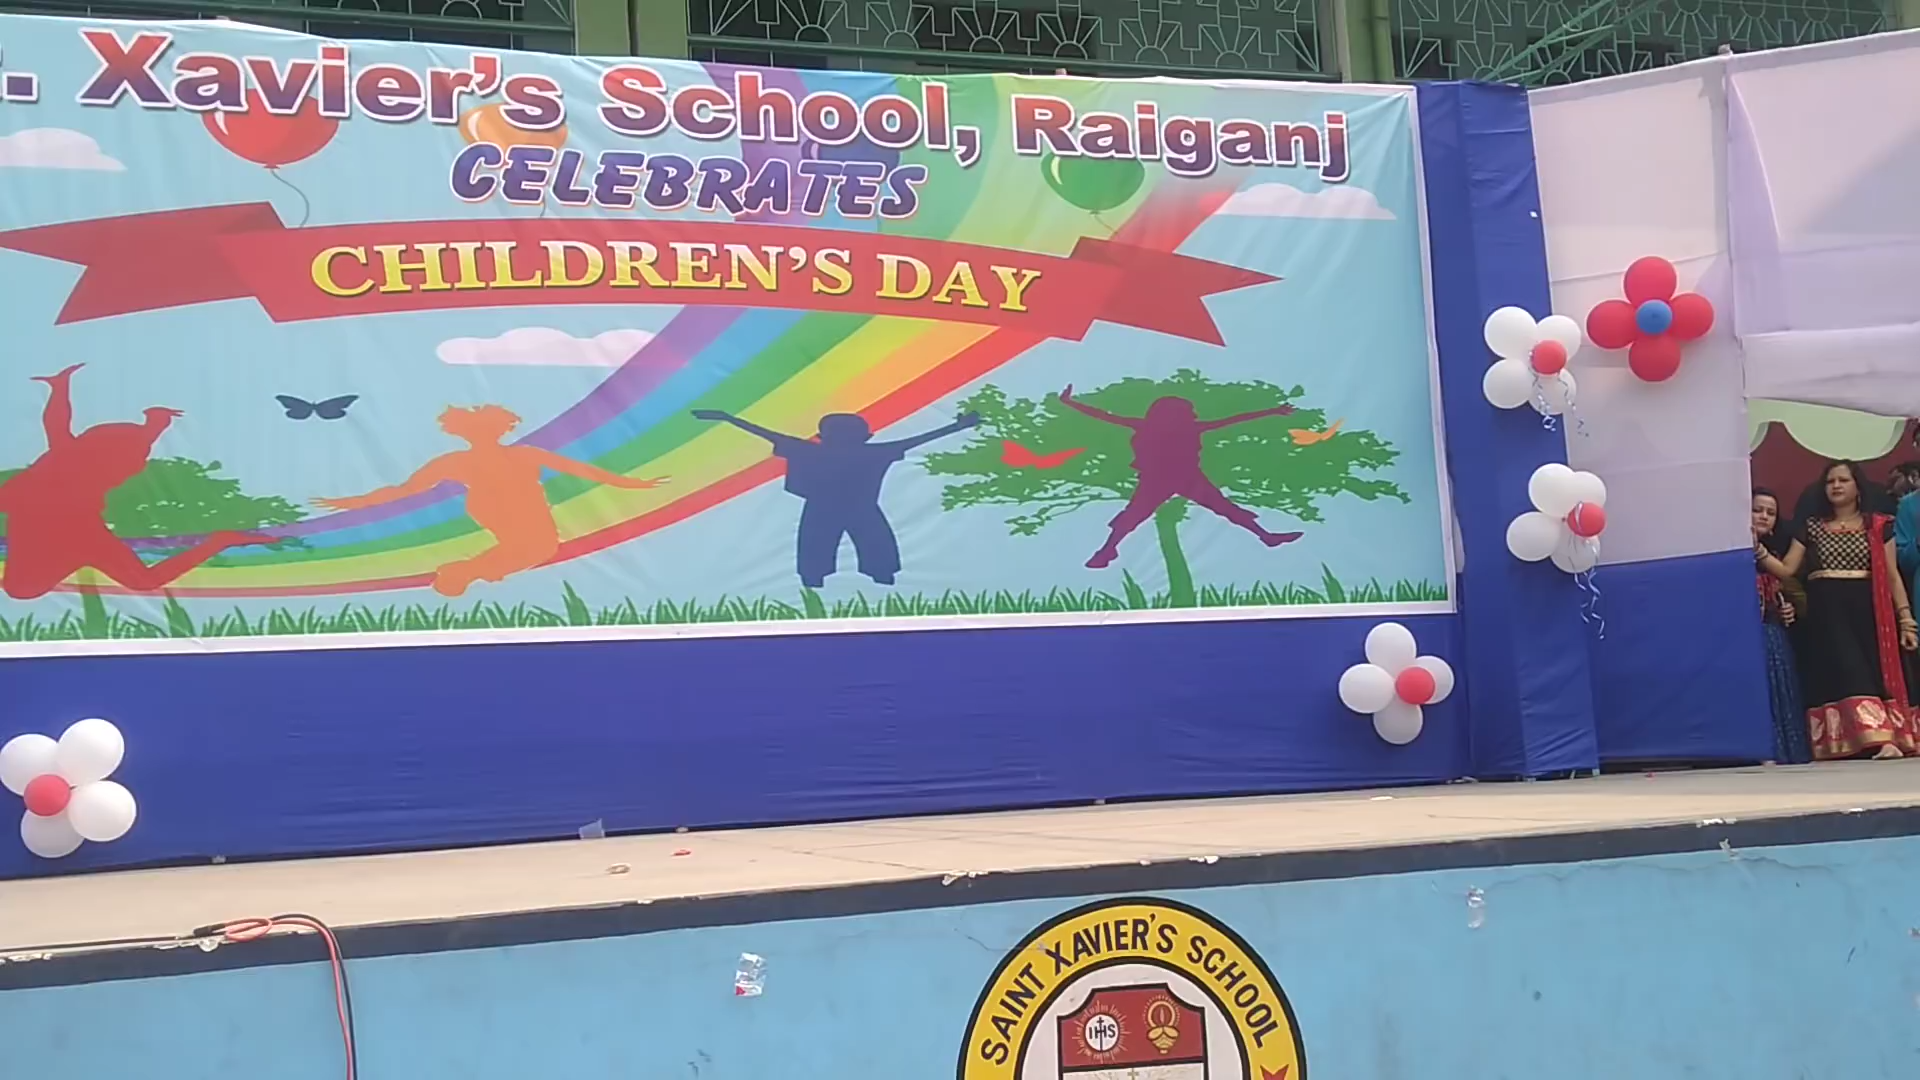 . Xavier's School, Raiganj
CELEBRATES
CHILDREN'S DAY
SAINT XAVIER'S SCHOOL
IHS